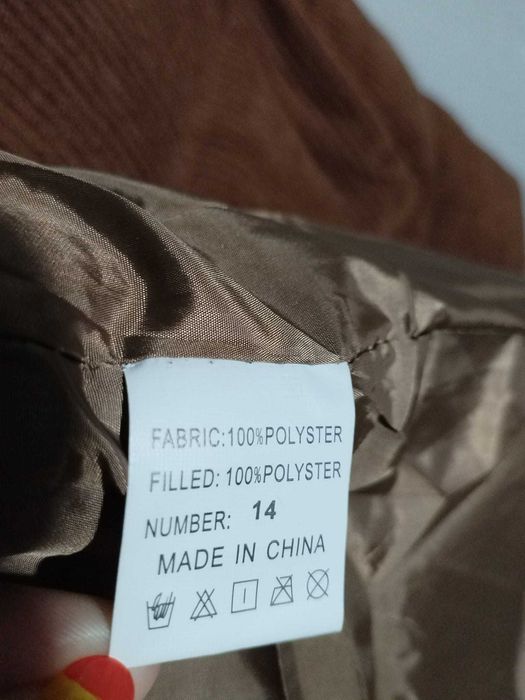 FABRIC:100%POLYSTER
FILLED: 100%POLYSTER
NUMBER: 14
MADE IN CHINA